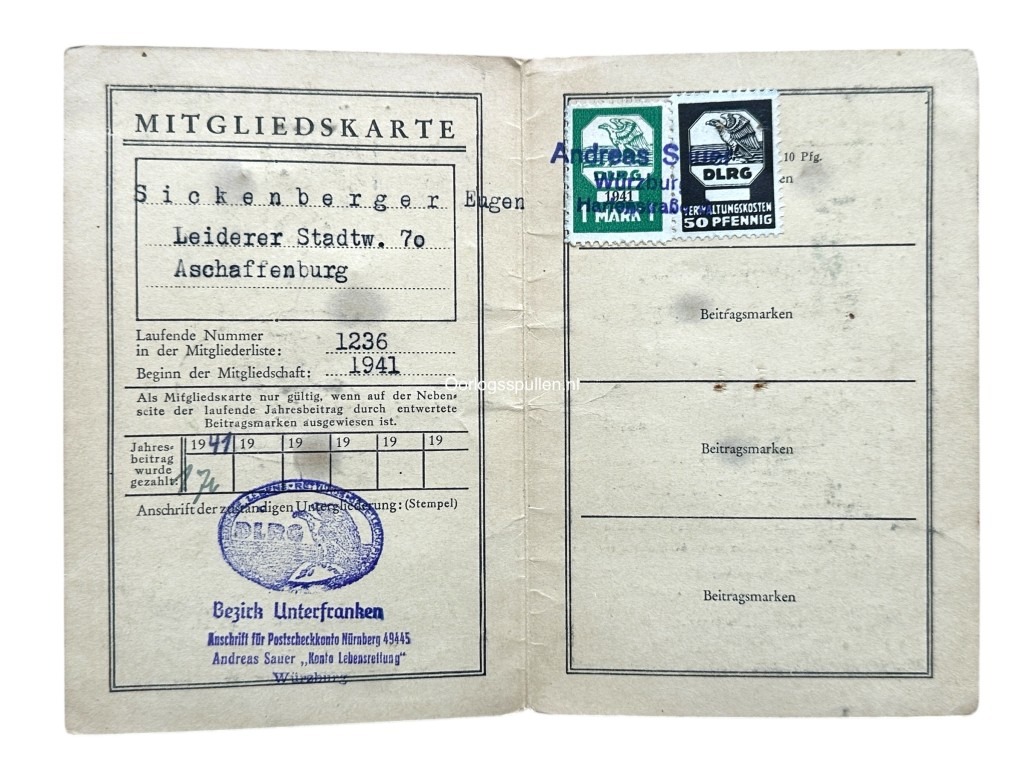 MITGLIEDSKARTE
Sickenberger Eugen
Leiderer Stadtw. 70
Aschaffenburg
Laufende Nummer
in der Mitgliederliste: 1236
Beginn der Mitgliedschaft: 1941
Als Mitgliedskarte nur gültig, wenn auf der Neben-
seite der laufende Jahresbeitrag durch entwertete
Beitragsmarken ausgewiesen ist.
Jahres-
beitrag
wurde
gezahlt:
1941 19 19 19 19 19
Anschrift der zuständigen Untergliederung: (Stempel)
DLRG
Bezirk Unterfranken
Anschrift für Postscheckkonto Nürnberg 49445
Andreas Sauer „Konto Lebensrettung"
Würzburg
Andreas Sauer
Würzburg
DLRG
1941
1 MARK 1
DLRG
VERWALTUNGSKOSTEN
50 PFENNIG
10 Pfg.
Beitragsmarken
Beitragsmarken
Beitragsmarken
Oorlogsspullen.nl